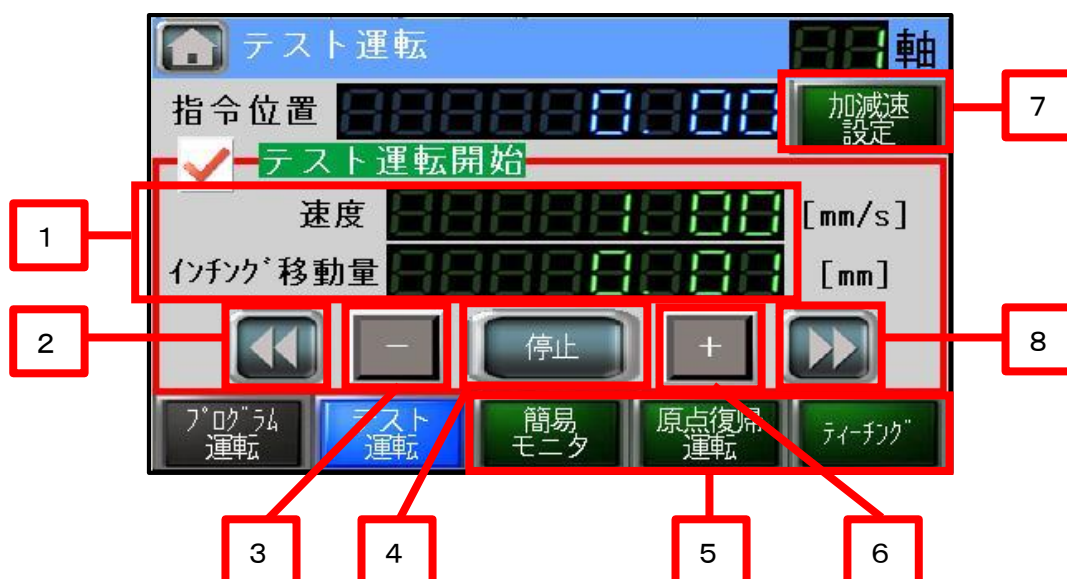 テスト運転 1軸
指令位置 0.00 加減速
設定
7
テスト運転開始
1
速度 1.00 [mm/s]
インチング移動量 0.01 [mm]
2
－
停止
＋
8
プログラム
運転
テスト
運転
簡易
モニタ
原点復帰
運転
ティーチング
3
4
5
6